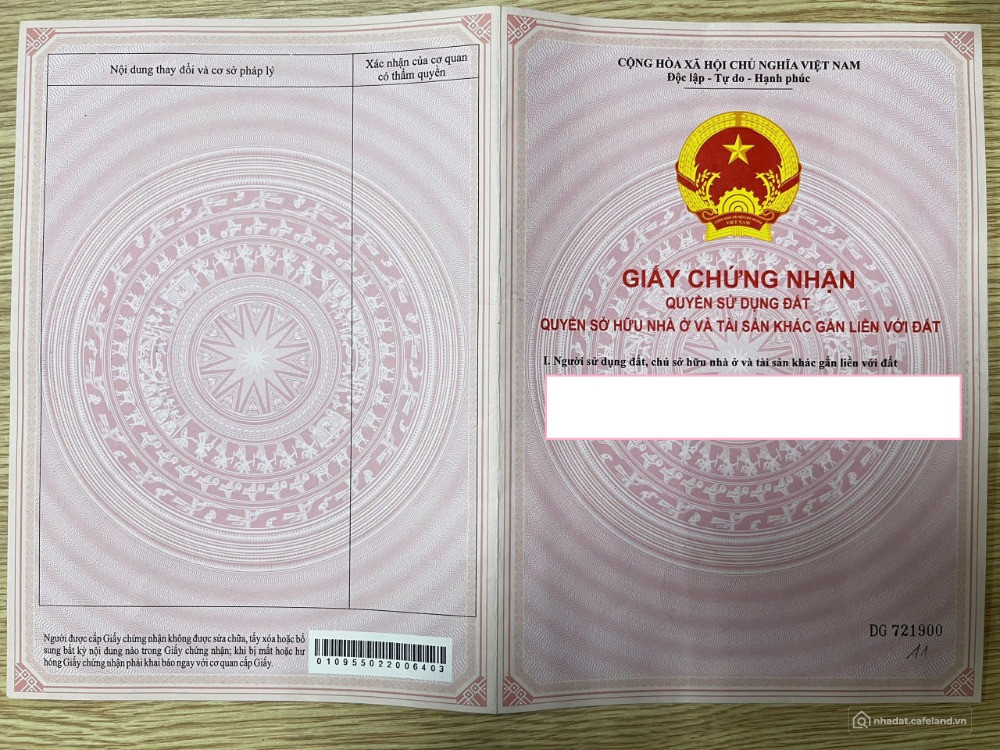 Nội dung thay đổi và cơ sở pháp lý
Xác nhận của cơ quan
có thẩm quyền
Người được cấp Giấy chứng nhận không được sửa chữa, tẩy xóa hoặc bổ
sung bất kỳ nội dung nào trong Giấy chứng nhận; khi bị mất hoặc hư
hỏng Giấy chứng nhận phải khai báo ngay với cơ quan cấp Giấy.
010955022006403
CỘNG HÒA XÃ HỘI CHỦ NGHĨA VIỆT NAM
Độc lập - Tự do - Hạnh phúc
VIỆT NAM
GIẤY CHỨNG NHẬN
QUYỀN SỬ DỤNG ĐẤT
QUYỀN SỞ HỮU NHÀ Ở VÀ TÀI SẢN KHÁC GẮN LIỀN VỚI ĐẤT
I. Người sử dụng đất, chủ sở hữu nhà ở và tài sản khác gắn liền với đất
DG 721900
11
nhadat.cafeland.vn